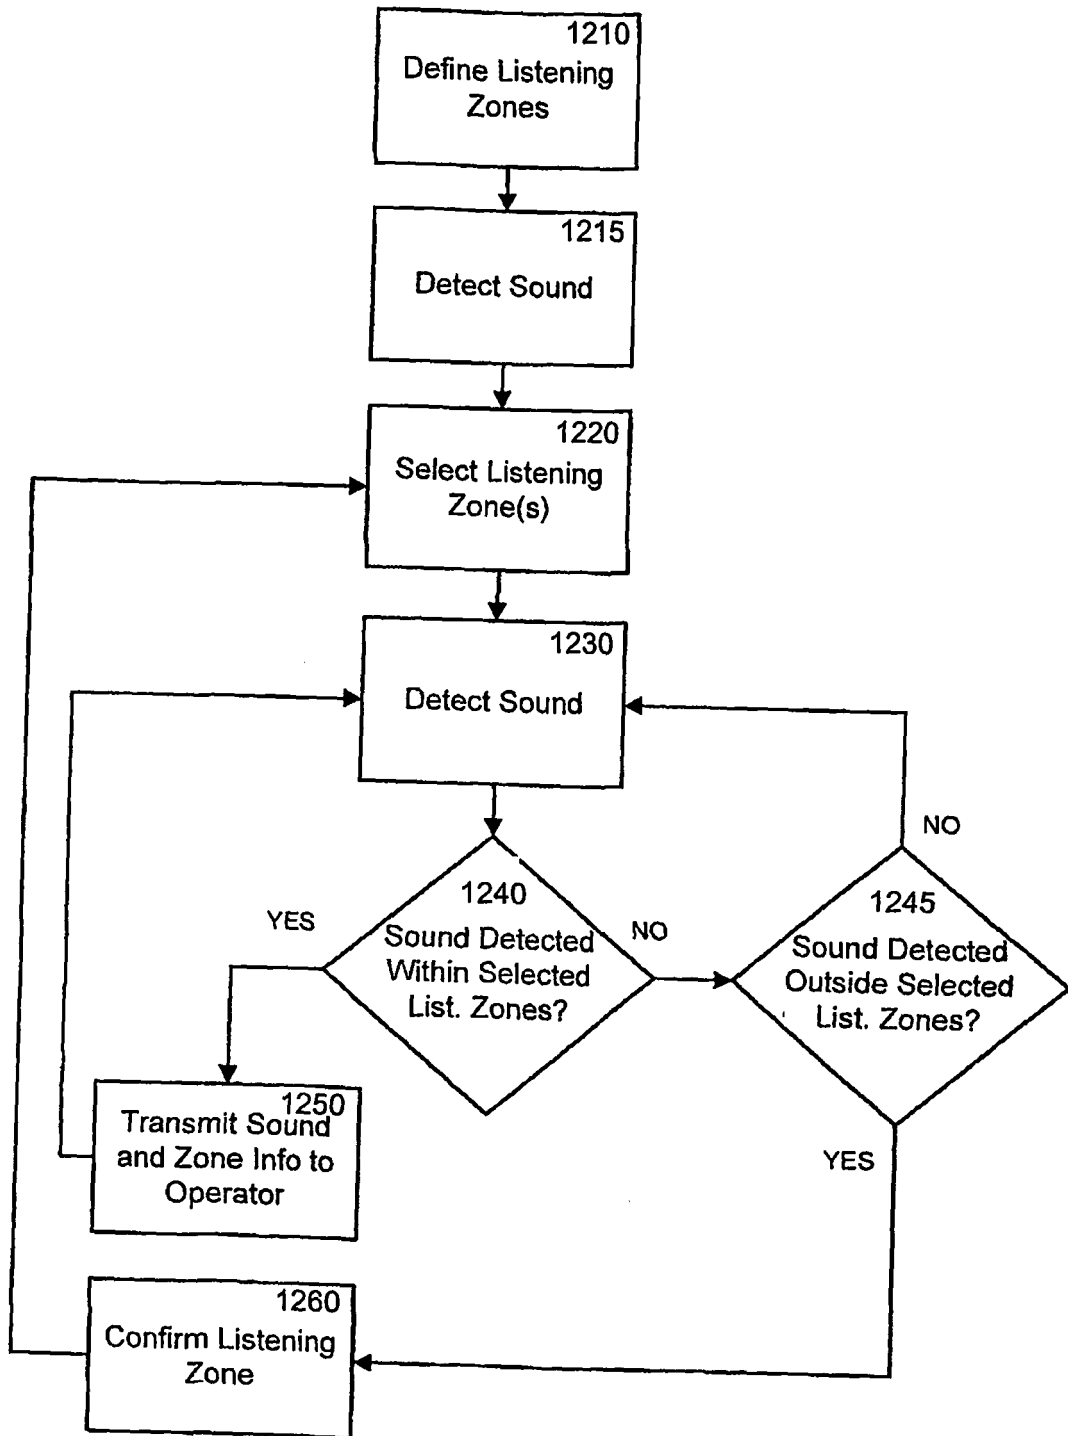 1210
Define Listening
Zones
1215
Detect Sound
1220
Select Listening
Zone(s)
1230
Detect Sound
NO
1240
YES
Sound Detected
Within Selected
List. Zones?
NO
1245
Sound Detected
Outside Selected
List. Zones?
YES
1250
Transmit Sound
and Zone Info to
Operator
1260
Confirm Listening
Zone